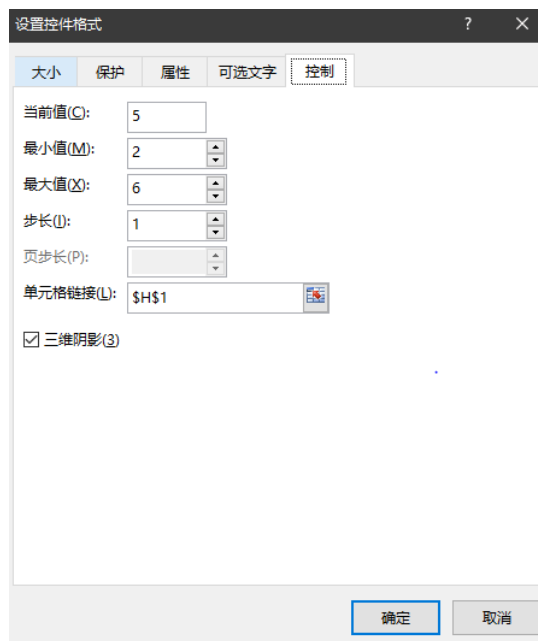 设置控件格式 ? ×
大小 保护 属性 可选文字 控制
当前值(C): 5
最小值(M): 2
最大值(X): 6
步长(I): 1
页步长(P):
单元格链接(L): $H$1
三维阴影(3)
确定 取消